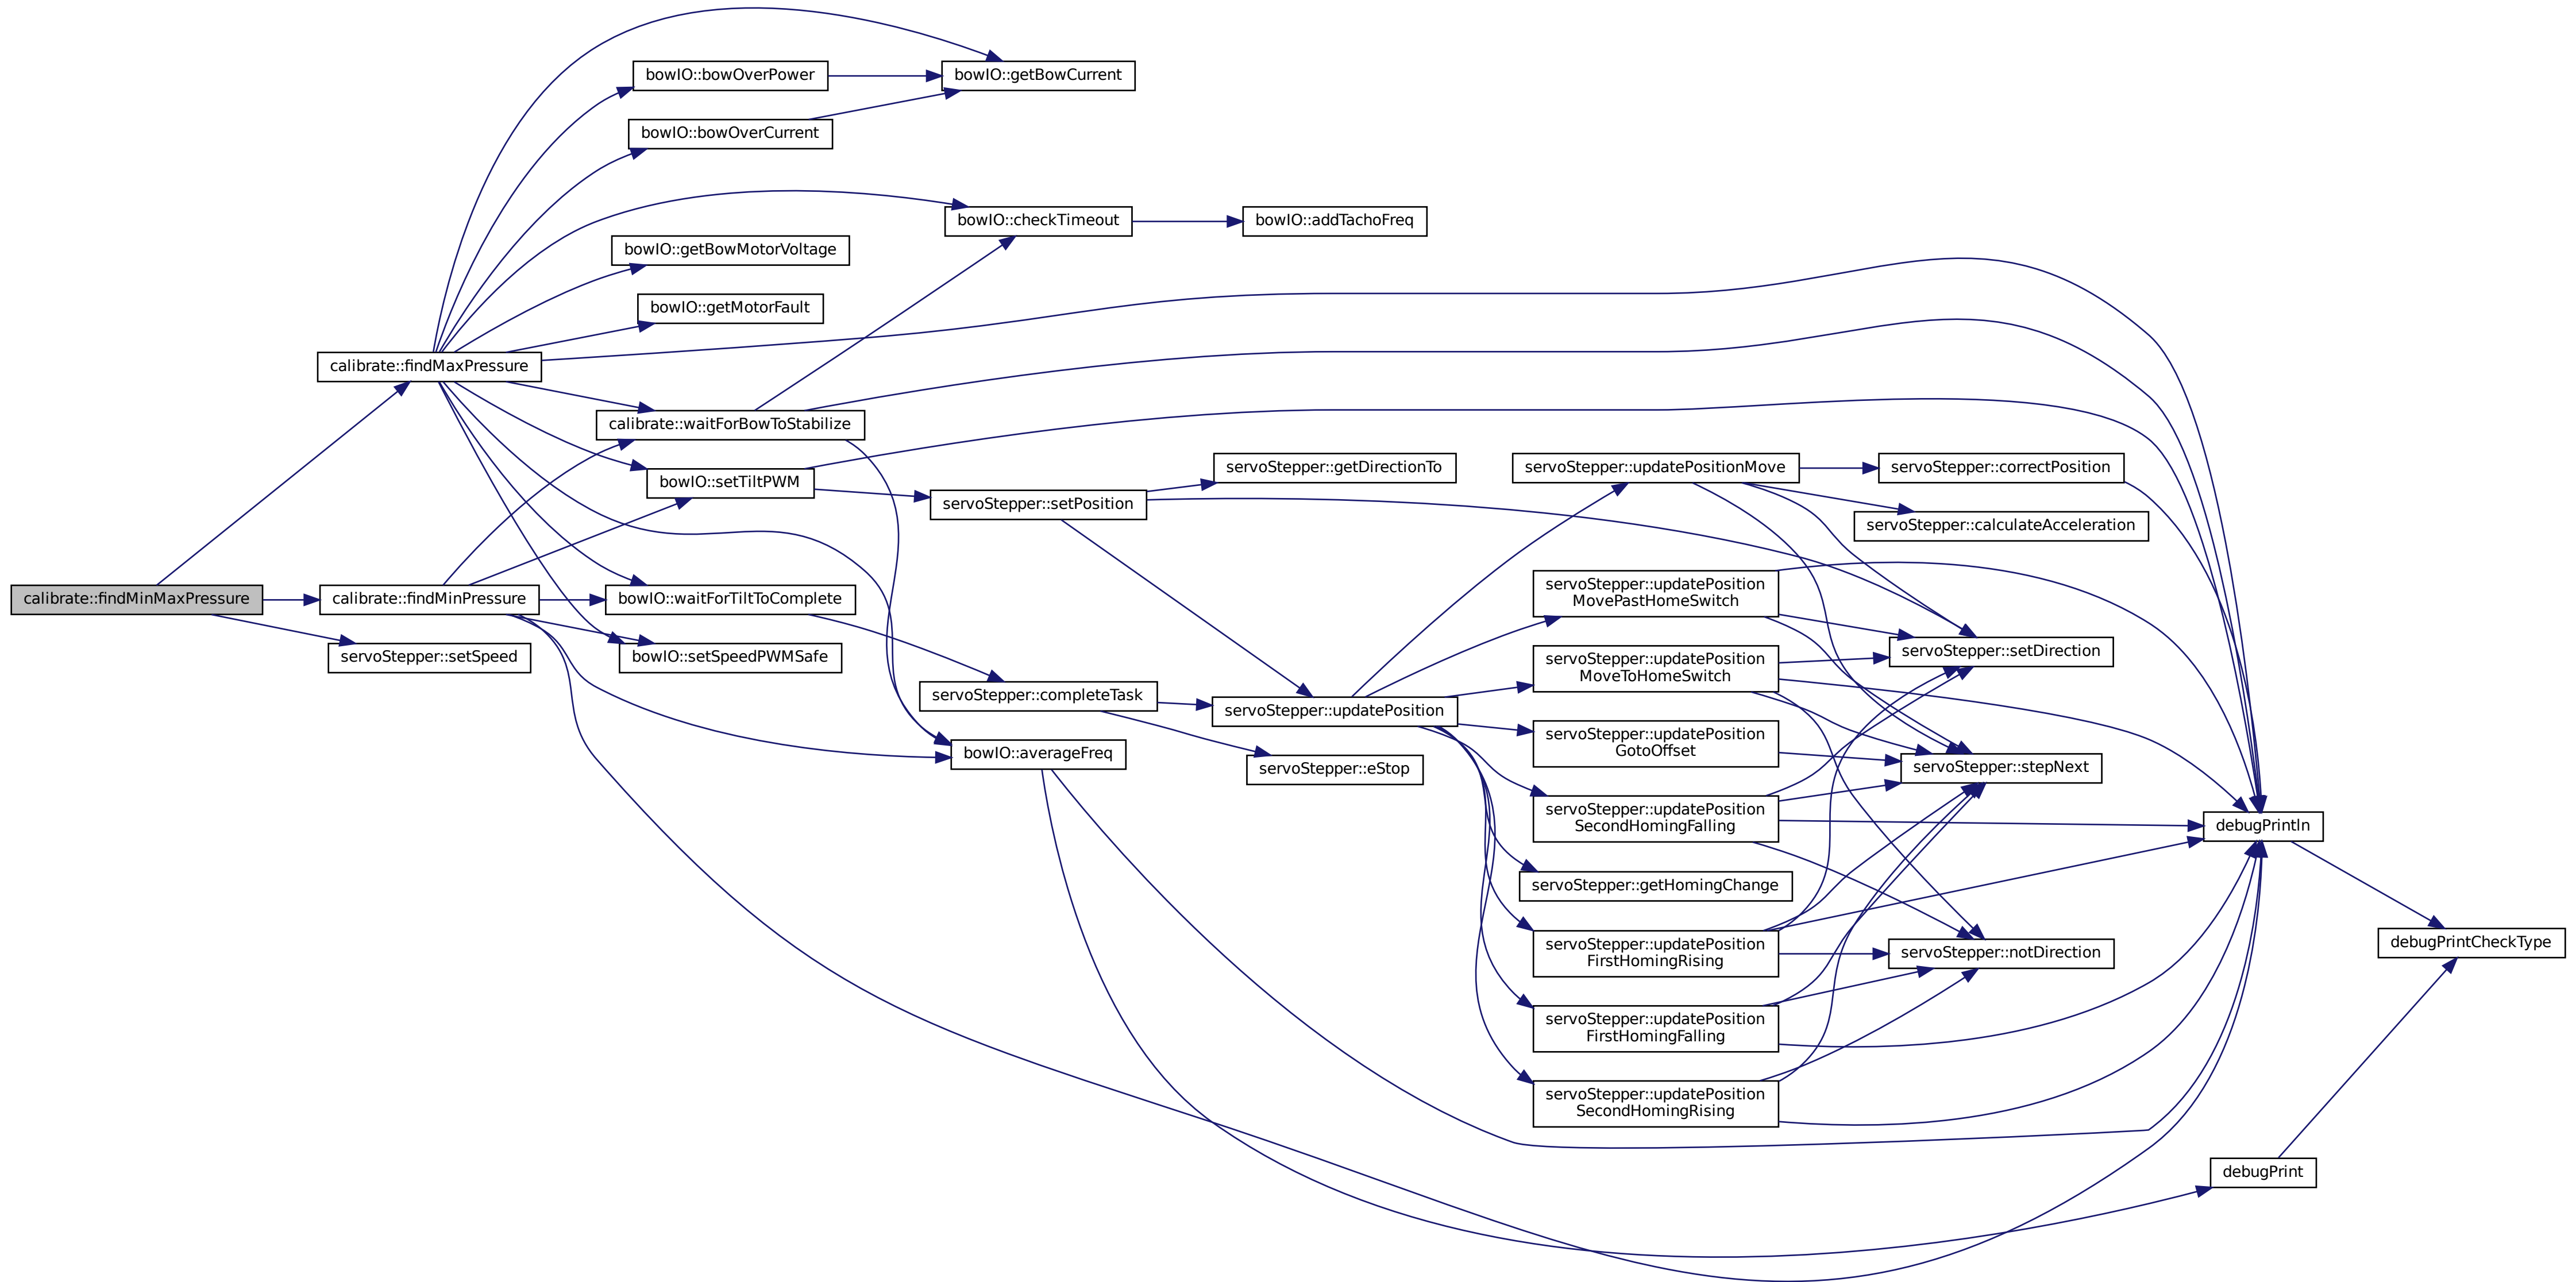 bowIO::bowOverPower
bowIO::getBowCurrent
bowIO::bowOverCurrent
bowIO::checkTimeout
bowIO::addTachoFreq
bowIO::getBowMotorVoltage
bowIO::getMotorFault
calibrate::findMaxPressure
calibrate::waitForBowToStabilize
bowIO::setTiltPWM
servoStepper::setPosition
servoStepper::getDirectionTo
servoStepper::updatePositionMove
servoStepper::correctPosition
servoStepper::calculateAcceleration
calibrate::findMinMaxPressure
calibrate::findMinPressure
bowIO::waitForTiltToComplete
servoStepper::setSpeed
bowIO::setSpeedPWMSafe
servoStepper::completeTask
bowIO::averageFreq
servoStepper::updatePosition
servoStepper::eStop
servoStepper::updatePosition
MovePastHomeSwitch
servoStepper::updatePosition
MoveToHomeSwitch
servoStepper::updatePosition
GotoOffset
servoStepper::updatePosition
SecondHomingFalling
servoStepper::getHomingChange
servoStepper::updatePosition
FirstHomingRising
servoStepper::updatePosition
FirstHomingFalling
servoStepper::updatePosition
SecondHomingRising
servoStepper::setDirection
servoStepper::stepNext
servoStepper::notDirection
debugPrintln
debugPrintCheckType
debugPrint